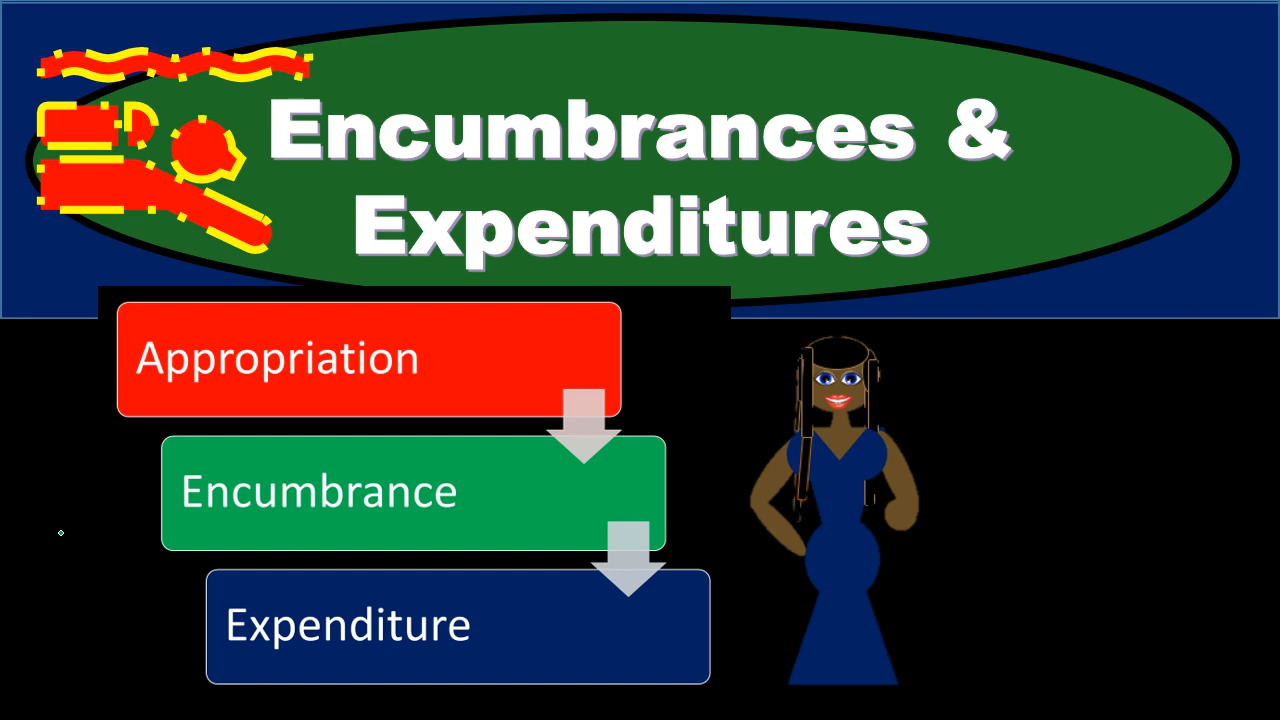 Encumbrances &
Expenditures
Appropriation
Encumbrance
Expenditure